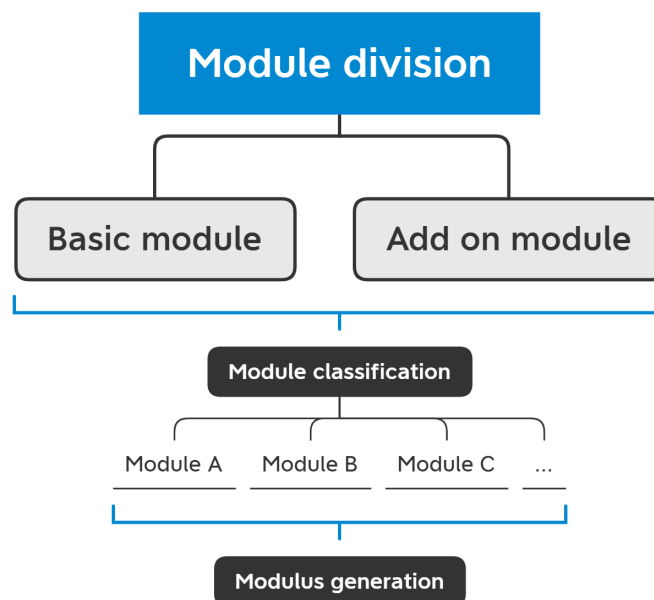 Module division
Basic module
Add on module
Module classification
Module A
Module B
Module C
...
Modulus generation